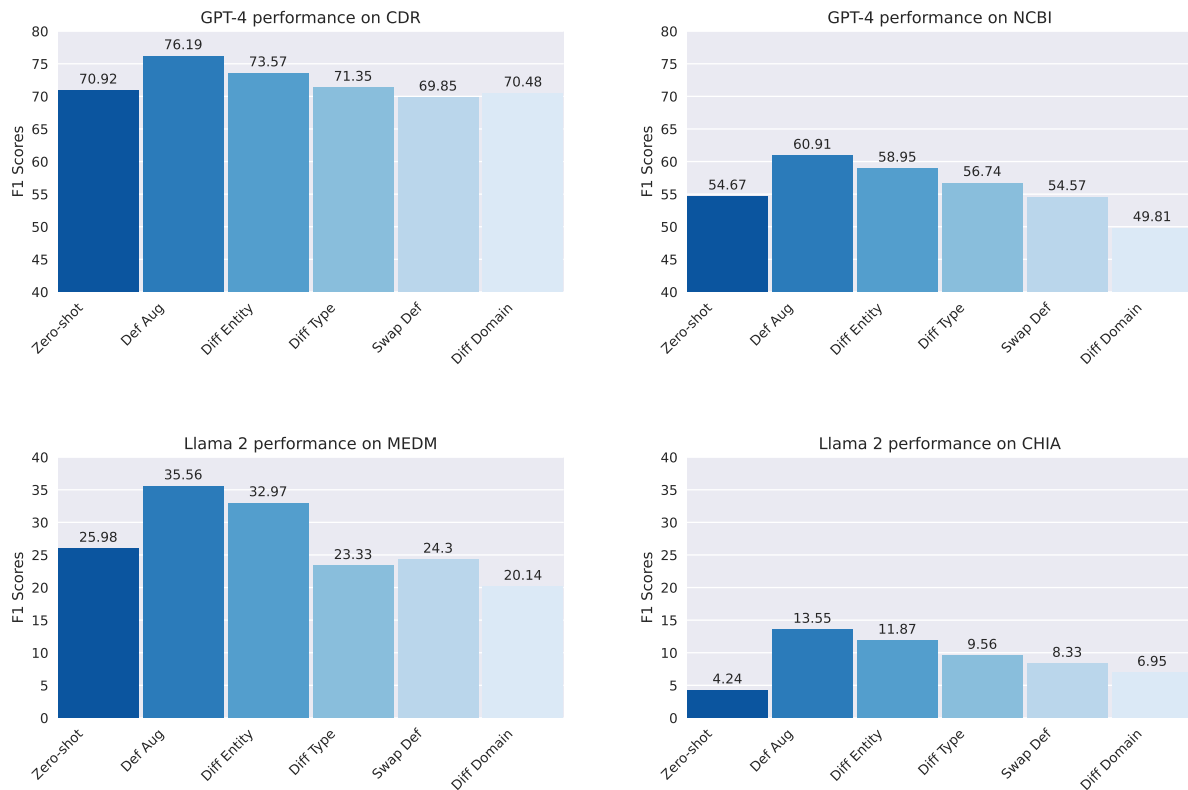 GPT-4 performance on CDR
F1 Scores
80
75
70
65
60
55
50
45
40
70.92
76.19
73.57
71.35
69.85
70.48
Zero-shot
Def Aug
Diff Entity
Diff Type
Swap Def
Diff Domain
GPT-4 performance on NCBI
F1 Scores
80
75
70
65
60
55
50
45
40
54.67
60.91
58.95
56.74
54.57
49.81
Zero-shot
Def Aug
Diff Entity
Diff Type
Swap Def
Diff Domain
Llama 2 performance on MEDM
F1 Scores
40
35
30
25
20
15
10
5
0
25.98
35.56
32.97
23.33
24.3
20.14
Zero-shot
Def Aug
Diff Entity
Diff Type
Swap Def
Diff Domain
Llama 2 performance on CHIA
F1 Scores
40
35
30
25
20
15
10
5
0
4.24
13.55
11.87
9.56
8.33
6.95
Zero-shot
Def Aug
Diff Entity
Diff Type
Swap Def
Diff Domain